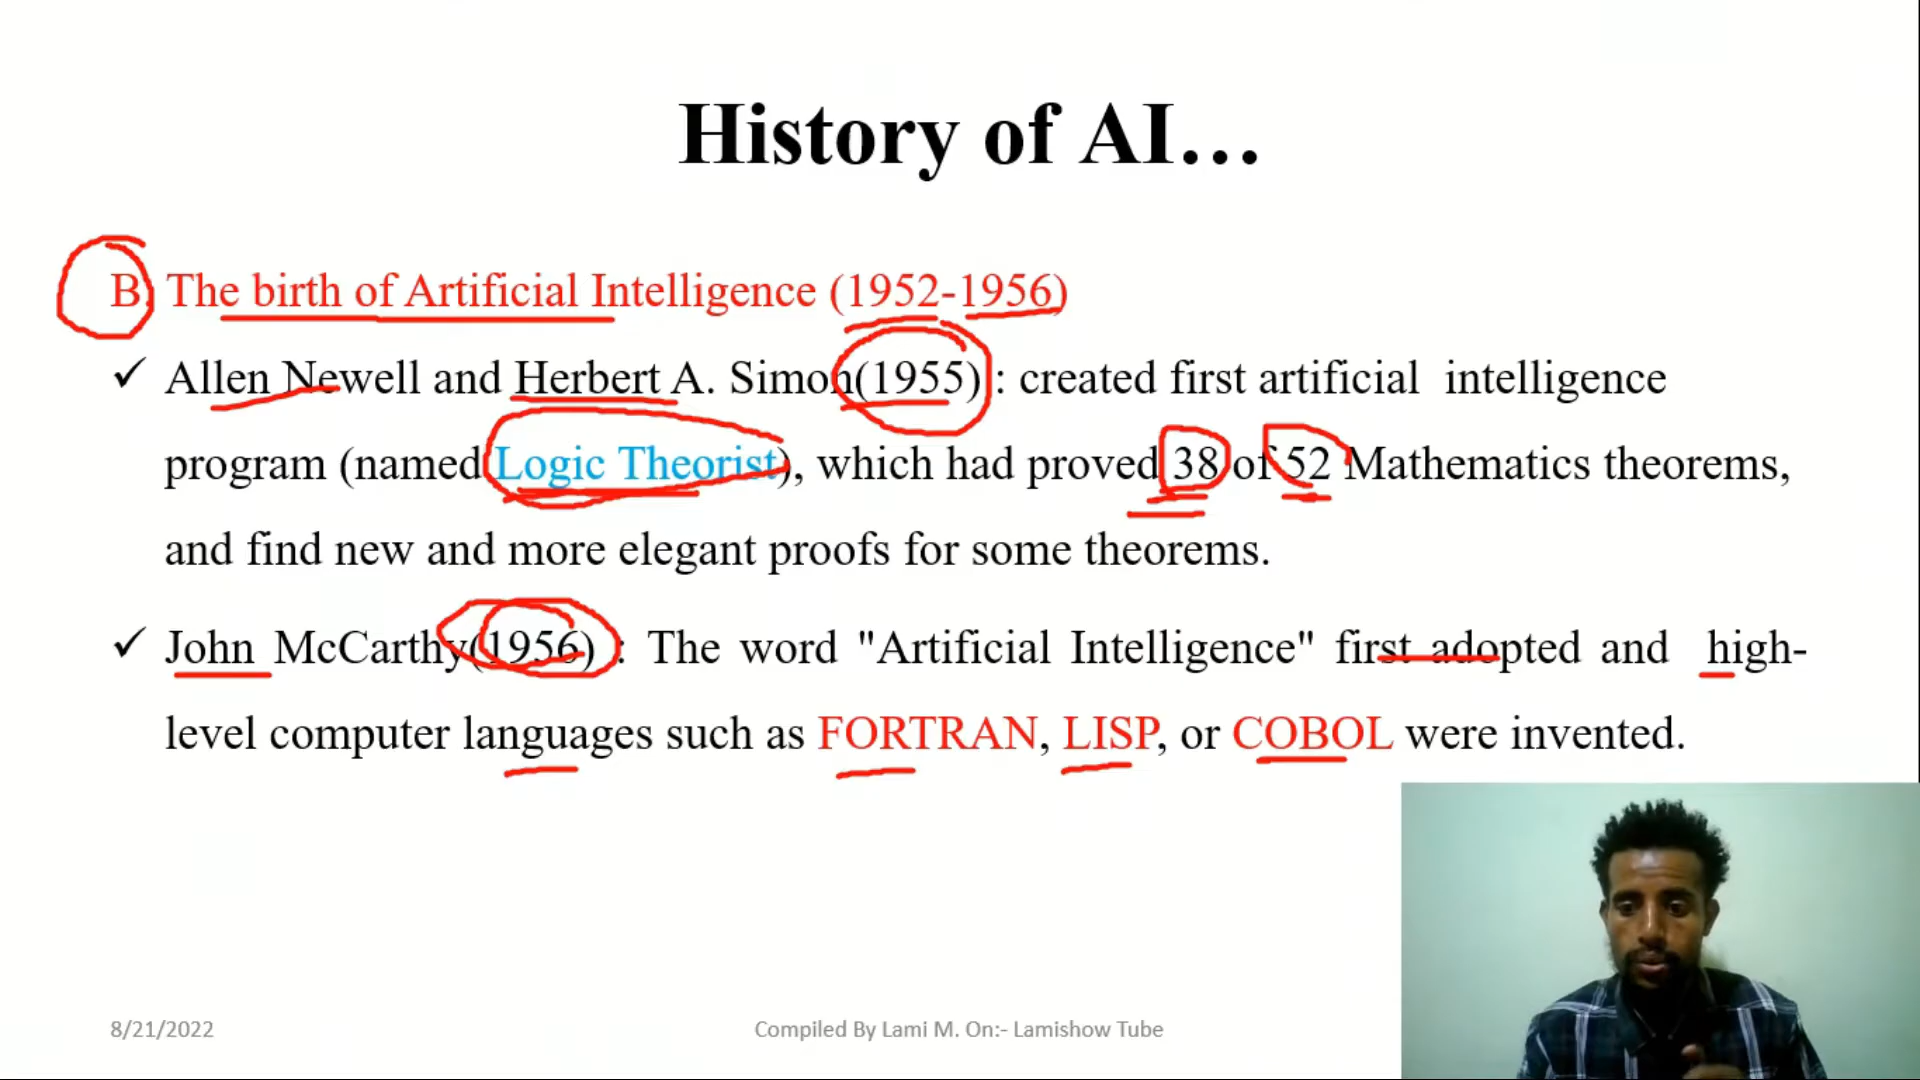 History of AI…
B. The birth of Artificial Intelligence (1952-1956)
✓ Allen Newell and Herbert A. Simon(1955) : created first artificial intelligence
program (named Logic Theorist), which had proved 38 of 52 Mathematics theorems,
and find new and more elegant proofs for some theorems.
✓ John McCarthy(1956) : The word "Artificial Intelligence" first adopted and high-
level computer languages such as FORTRAN, LISP, or COBOL were invented.
8/21/2022
Compiled By Lami M. On:- Lamishow Tube